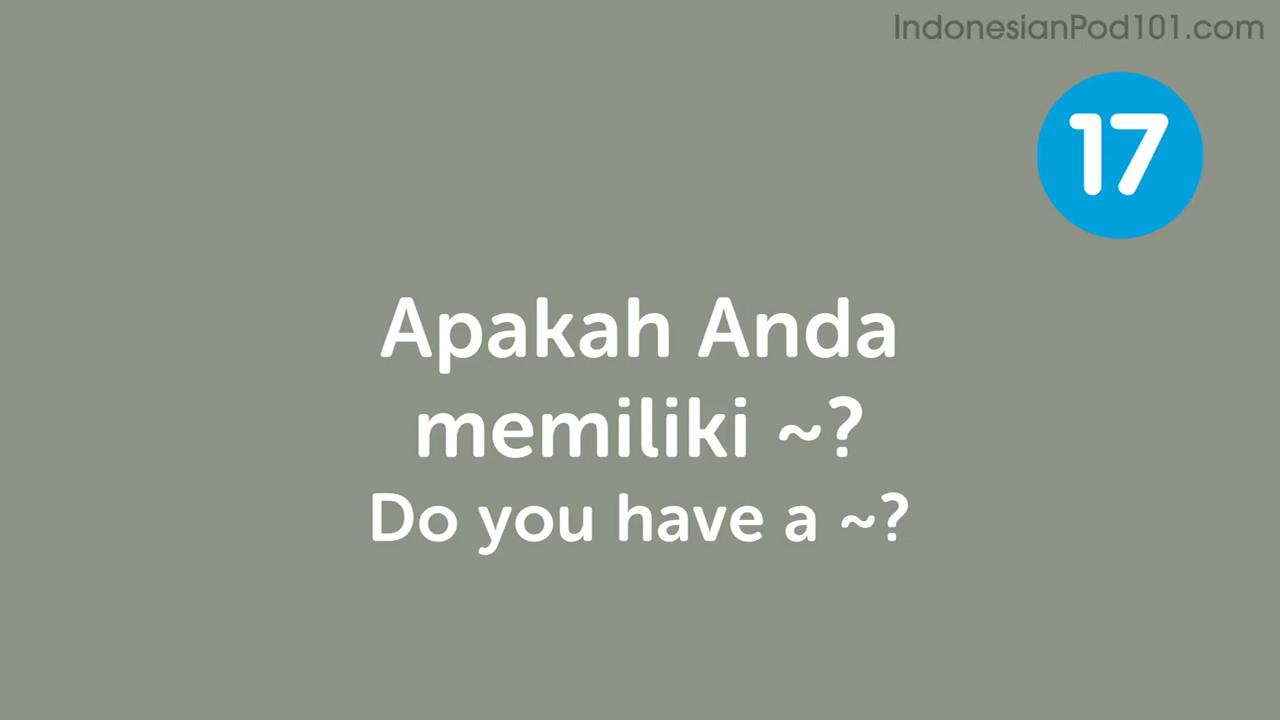 IndonesianPod101.com
17
Apakah Anda
memiliki ~?
Do you have a ~?